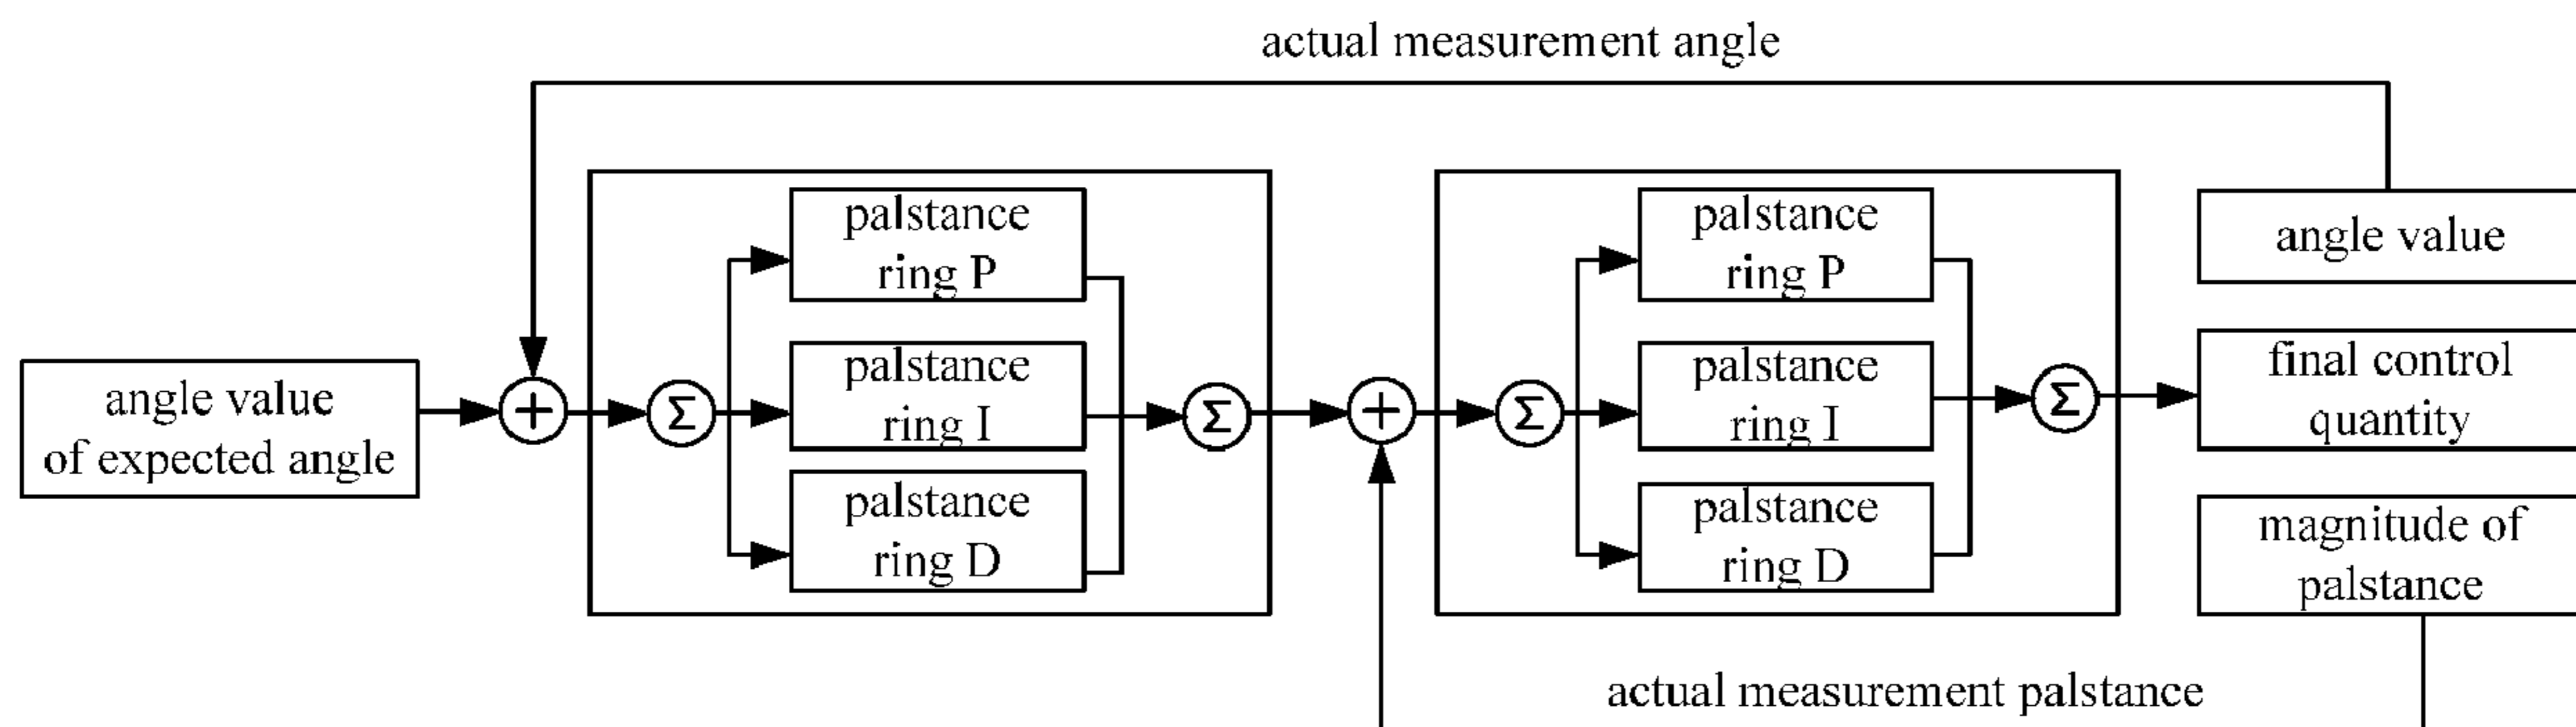 actual measurement angle
angle value
of expected angle
+
Σ
palstance
ring P
palstance
ring I
palstance
ring D
Σ
+
Σ
palstance
ring P
palstance
ring I
palstance
ring D
Σ
angle value
final control
quantity
magnitude of
palstance
actual measurement palstance